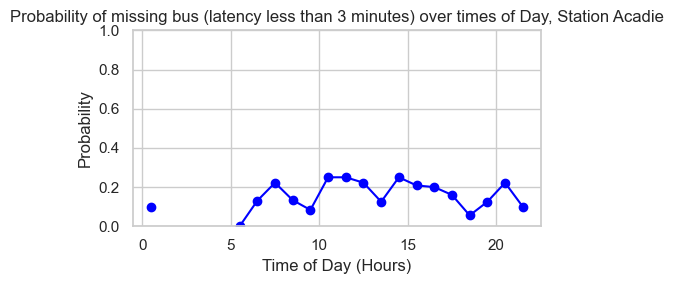 Probability of missing bus (latency less than 3 minutes) over times of Day, Station Acadie
1.0
0.8
0.6
0.4
0.2
0.0
Probability
0 5 10 15 20
Time of Day (Hours)